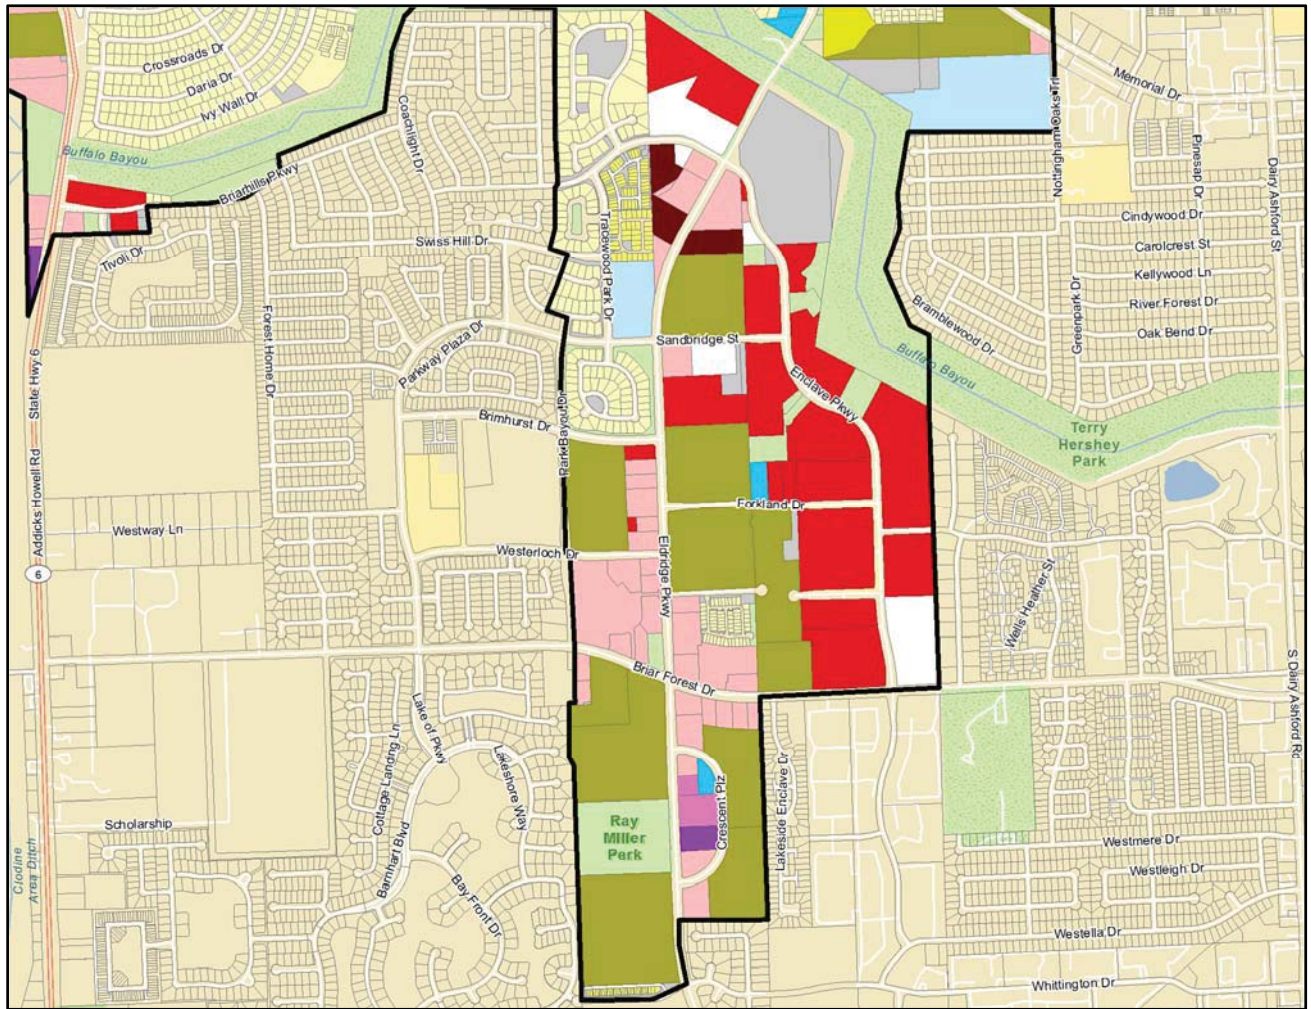 Crossroads Dr
Memorial Dr
Daria Dr
Ivy Wall Dr
Coachlight Dr
Nottingham Oaks Trl
Buffalo Bayou
Pinesap Dr
Dairy Ashford St
Briarhills Pkwy
Cindywood Dr
Tracewood Park Dr
Swiss Hill Dr
Carolcrest St
Tivoli Dr
Kellywood Ln
Greenpark Dr
River Forest Dr
Bramblewood Dr
Forest Home Dr
Oak Bend Dr
Sandbridge St
Parkway Plaza Dr
Buffalo Bayou
State Hwy 6
Enclave Pkwy
Brimhurst Dr
Park Bayou Dr
Terry
Hershey
Park
Addicks Howell Rd
Forkland Dr
Westway Ln
Westerloch Dr
Eldridge Pkwy
6
Wells Heather St
Briar Forest Dr
S Dairy Ashford Rd
Lake of Pkwy
Cottage Landing Ln
Lakeshore Way
Crescent Plz
Lakeside Enclave Dr
Ray
Miller
Park
Scholarship
Westmere Dr
Barnhart Blvd
Clodine
Area Ditch
Westleigh Dr
Bay Front Dr
Westella Dr
Whittington Dr